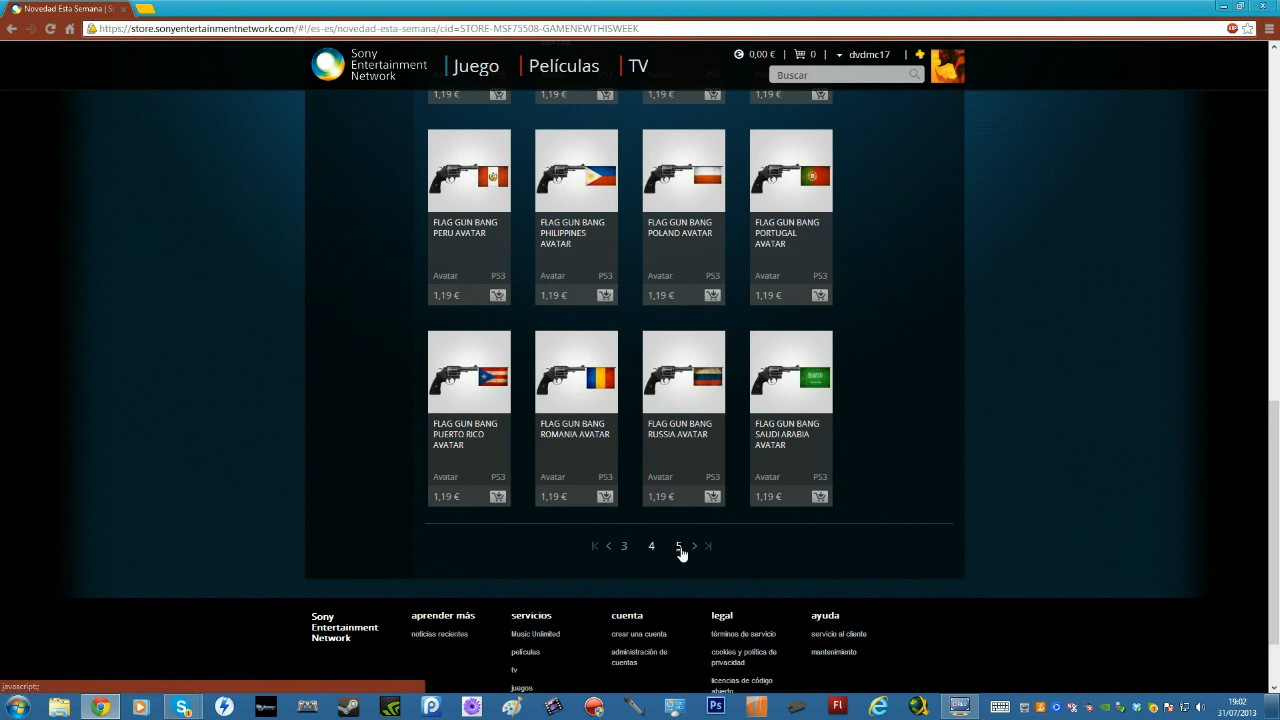 Novedad Esta Semana | S
https://store.sonyentertainmentnetwork.com/#!/es-es/novedad-esta-semana/cid=STORE-MSF75508-GAMENEWTHISWEEK
Sony
Entertainment
Network
Juego
Películas
TV
0,00 € | 0 | dvdmc17 |
Buscar
1,19 € 1,19 € 1,19 € 1,19 €
FLAG GUN BANG
PERU AVATAR
Avatar PS3
1,19 €
FLAG GUN BANG
PHILIPPINES
AVATAR
Avatar PS3
1,19 €
FLAG GUN BANG
POLAND AVATAR
Avatar PS3
1,19 €
FLAG GUN BANG
PORTUGAL
AVATAR
Avatar PS3
1,19 €
FLAG GUN BANG
PUERTO RICO
AVATAR
Avatar PS3
1,19 €
FLAG GUN BANG
ROMANIA AVATAR
Avatar PS3
1,19 €
FLAG GUN BANG
RUSSIA AVATAR
Avatar PS3
1,19 €
FLAG GUN BANG
SAUDI ARABIA
AVATAR
Avatar PS3
1,19 €
3 4 5
Sony
Entertainment
Network
aprender más
noticias recientes
servicios
Music Unlimited
películas
tv
juegos
cuenta
crear una cuenta
administración de
cuentas
legal
términos de servicio
cookies y política de
privacidad
licencias de código
abierto
ayuda
servicio al cliente
mantenimiento
javascript:;
Ps
Fl
19:02
31/07/2013